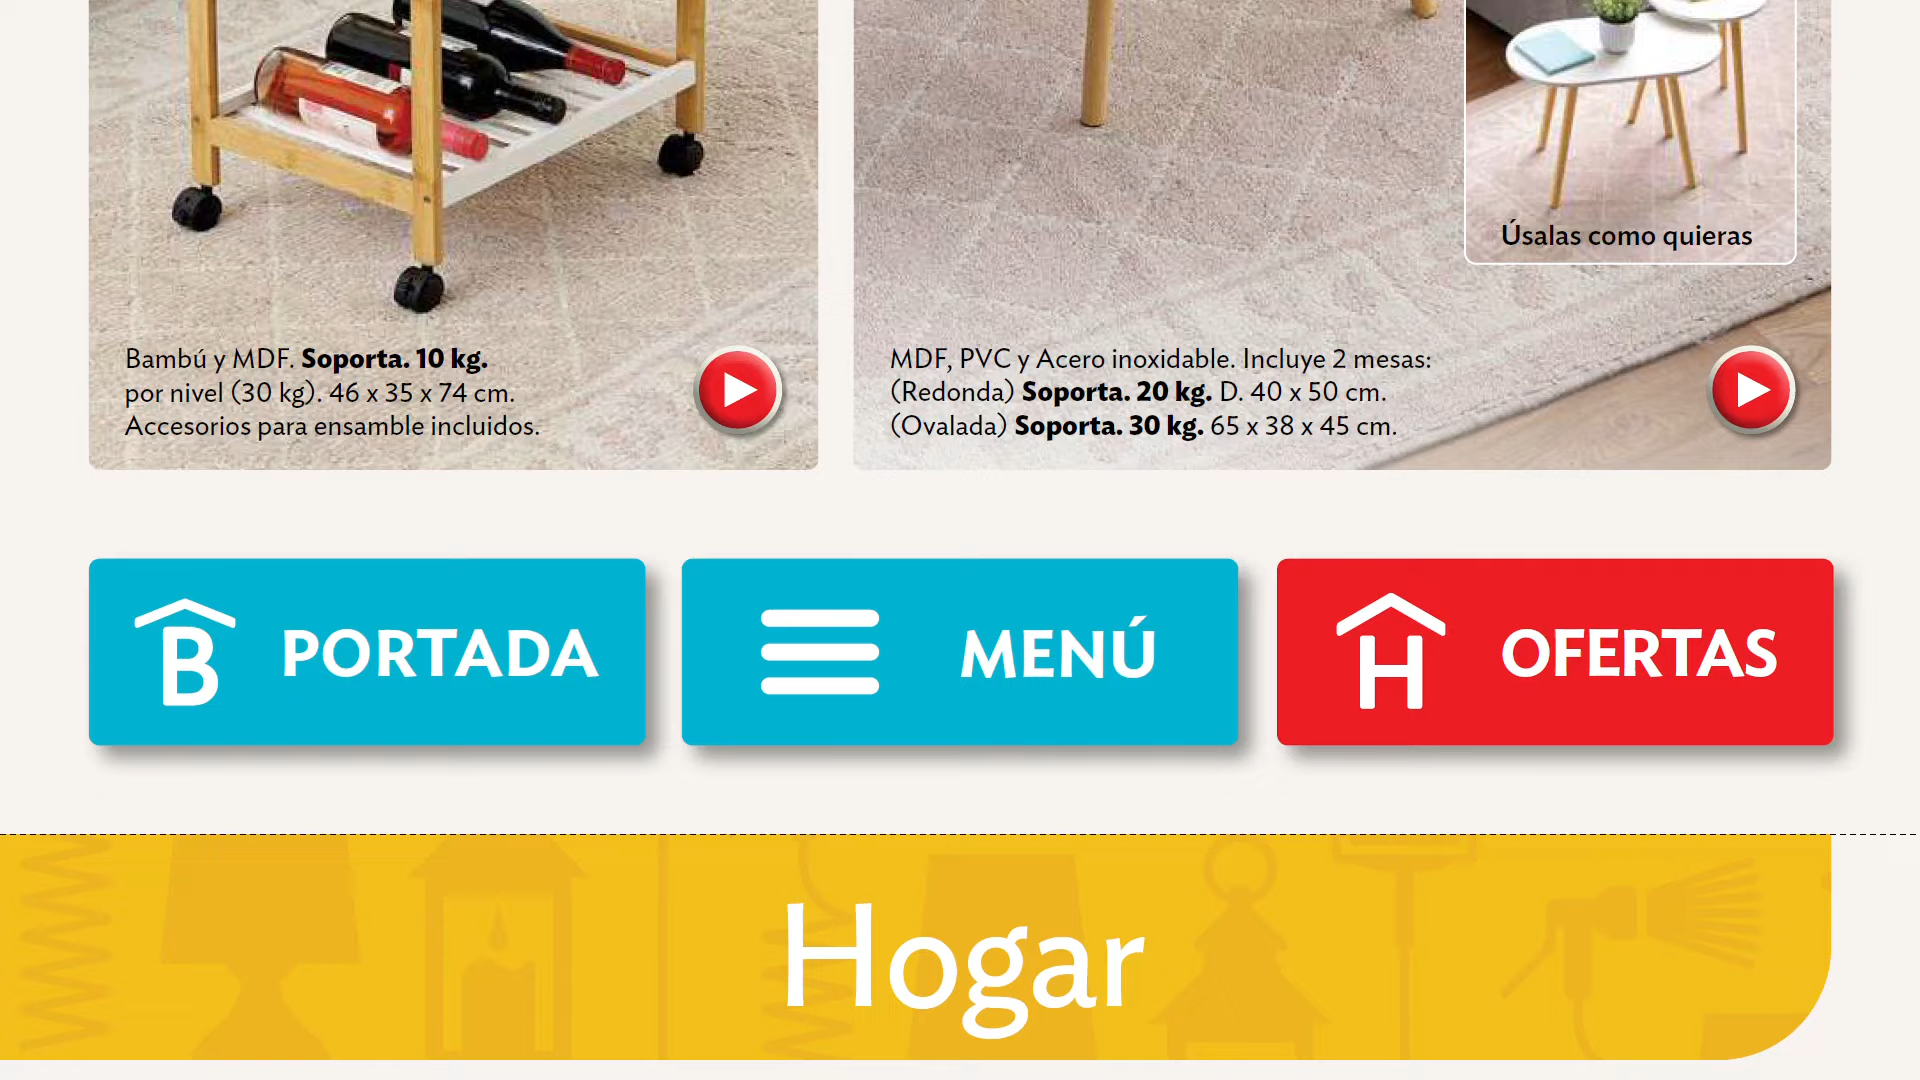 Úsalas como quieras
Bambú y MDF. Soporta. 10 kg.
por nivel (30 kg). 46 x 35 x 74 cm.
Accesorios para ensamble incluidos.
MDF, PVC y Acero inoxidable. Incluye 2 mesas:
(Redonda) Soporta. 20 kg. D. 40 x 50 cm.
(Ovalada) Soporta. 30 kg. 65 x 38 x 45 cm.
B PORTADA
MENÚ
H OFERTAS
Hogar